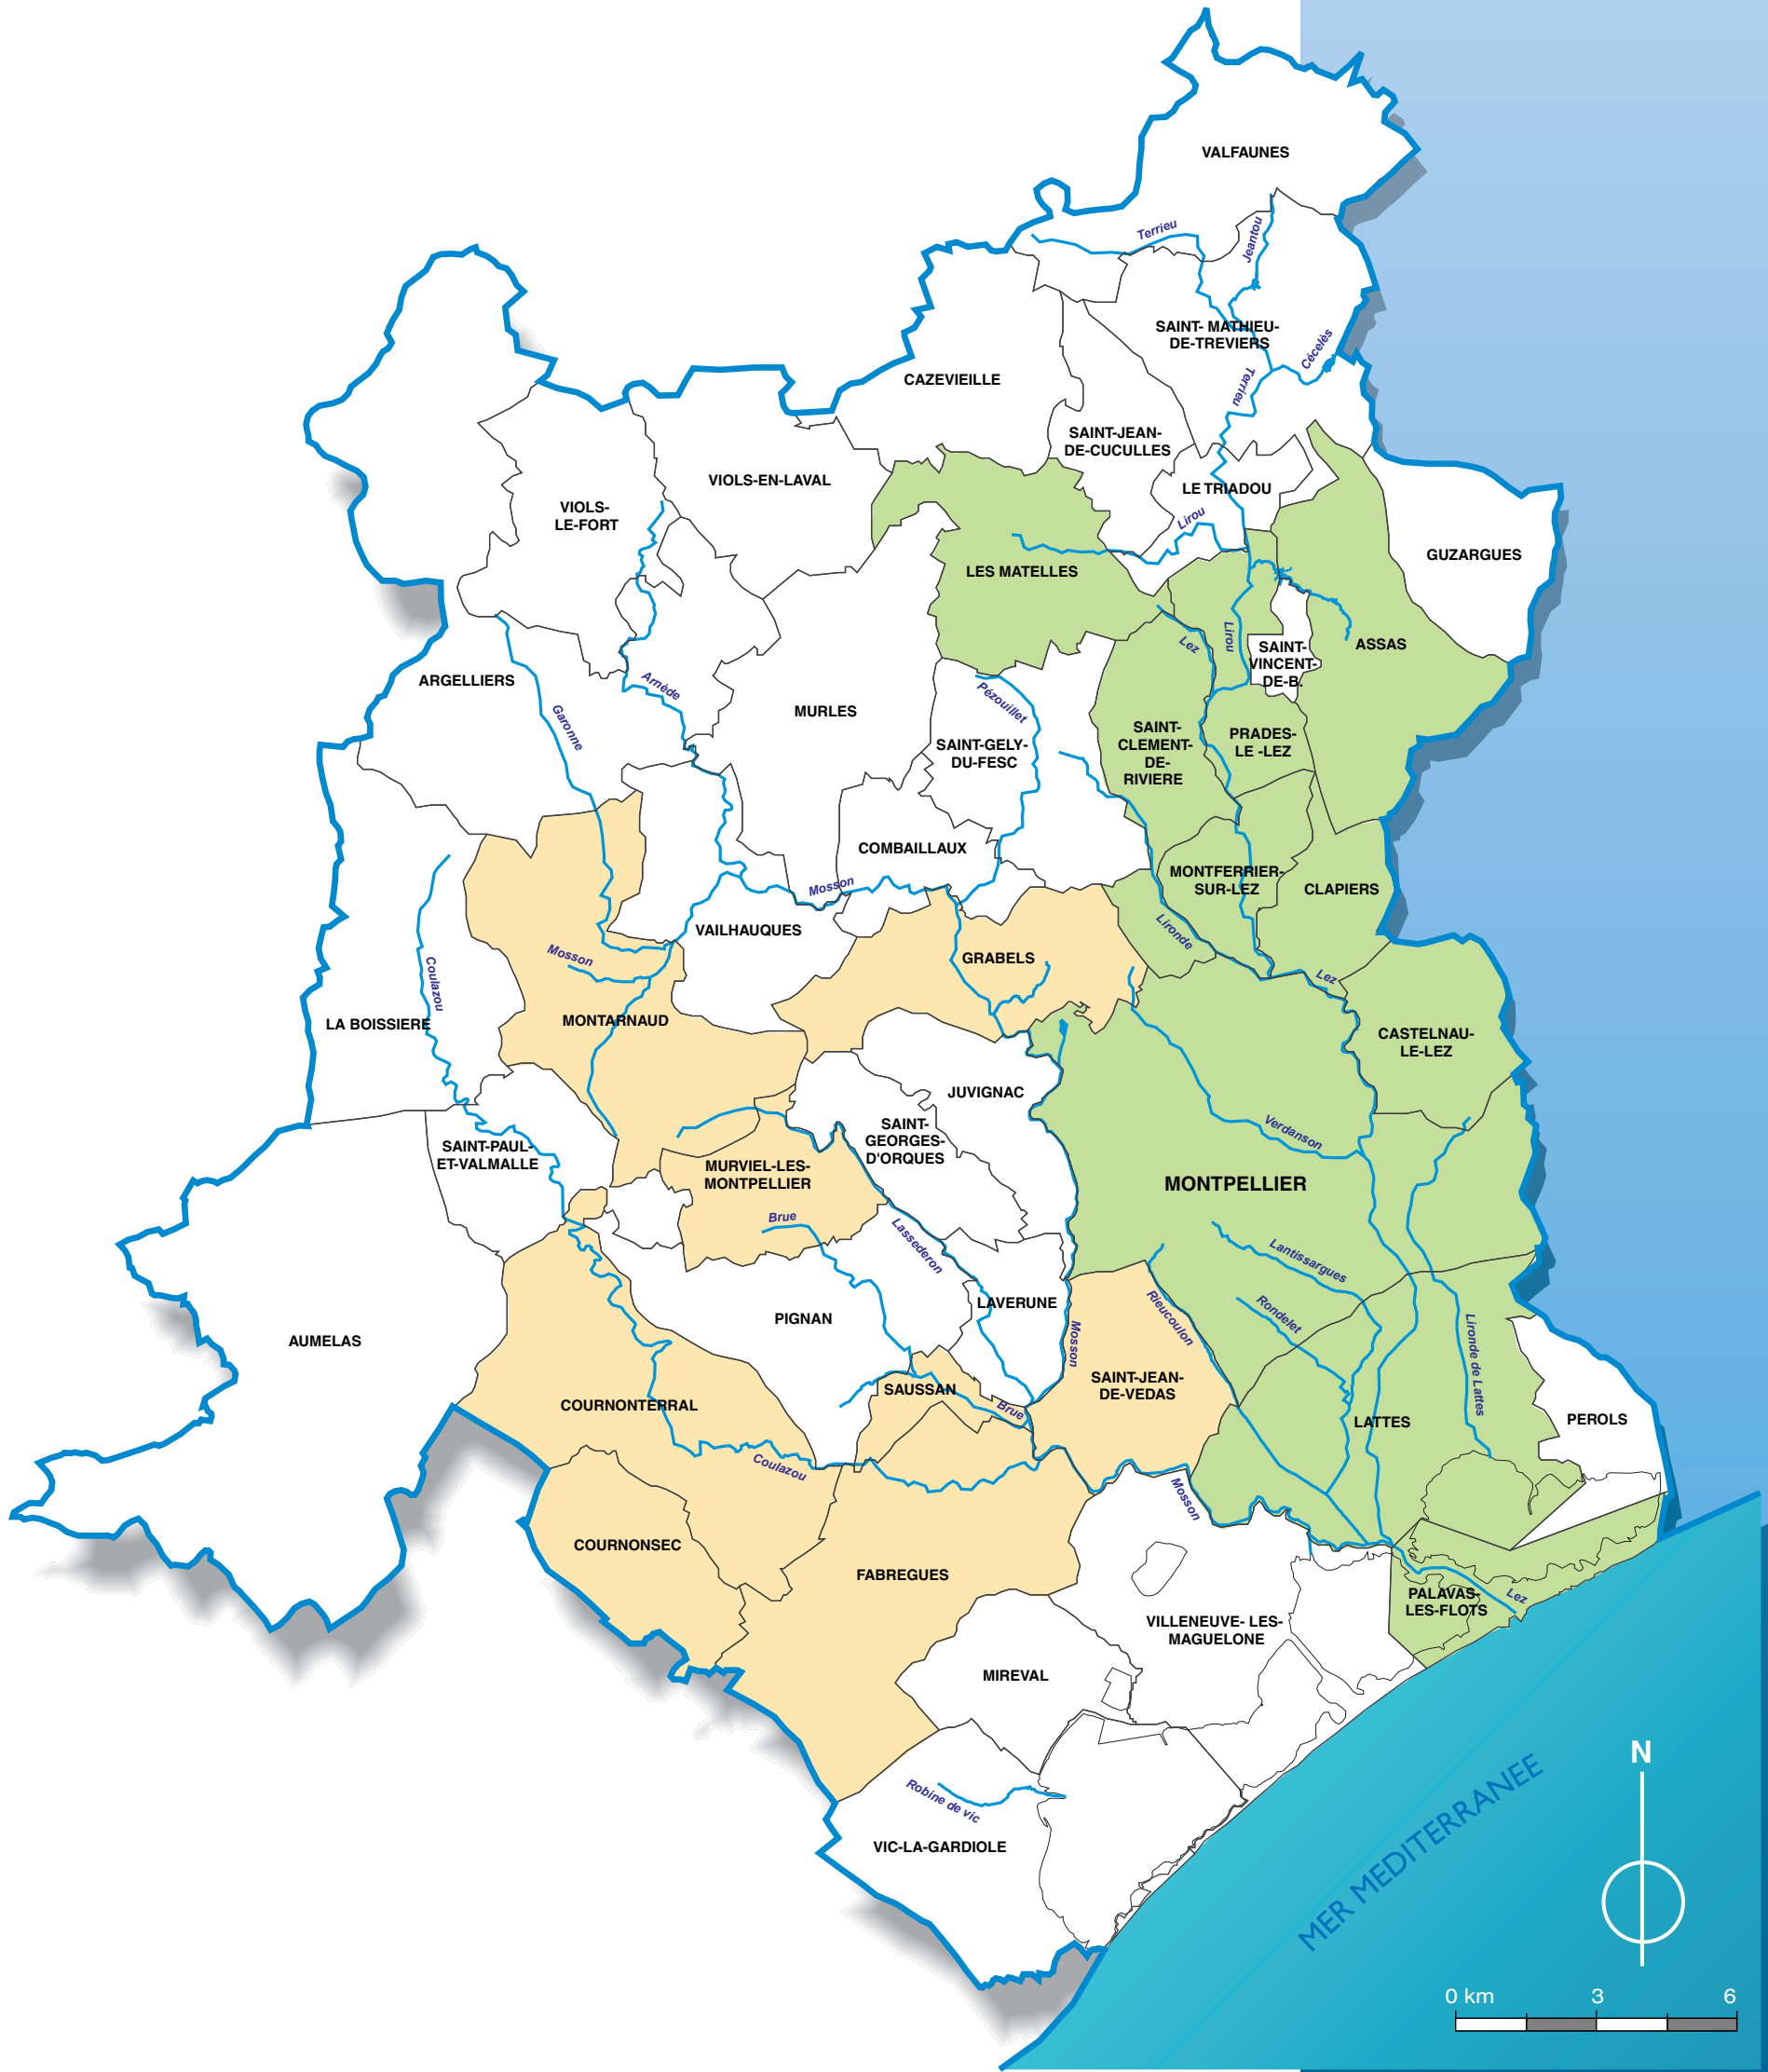 VALFAUNES
Terrieu
Jeantou
SAINT- MATHIEU-
DE-TREVIERS
Cécelès
CAZEVIEILLE
Terrieu
SAINT-JEAN-
DE-CUCULLES
VIOLS-EN-LAVAL
LE TRIADOU
VIOLS-
LE-FORT
Lirou
GUZARGUES
LES MATELLES
Lez
Lirou
SAINT-
VINCENT-
DE-B.
ASSAS
ARGELLIERS
Arnède
Pézouillet
MURLES
Garonne
SAINT-GELY-
DU-FESC
SAINT-
CLEMENT-
DE-
RIVIERE
PRADES-
LE -LEZ
COMBAILLAUX
MONTFERRIER-
SUR-LEZ
CLAPIERS
Mosson
VAILHAUQUES
Lironde
Mosson
GRABELS
Lez
Coulazou
LA BOISSIERE
MONTARNAUD
CASTELNAU-
LE-LEZ
JUVIGNAC
SAINT-
GEORGES-
D'ORQUES
Verdanson
SAINT-PAUL-
ET-VALMALLE
MURVIEL-LES-
MONTPELLIER
MONTPELLIER
Brue
Lassederon
Lantissargues
LAVERUNE
Rieucoulon
Rondelet
PIGNAN
Mosson
Lironde de Lattes
AUMELAS
SAINT-JEAN-
DE-VEDAS
SAUSSAN
COURNONTERRAL
Brue
LATTES
PEROLS
Coulazou
Mosson
COURNONSEC
FABREGUES
PALAVAS-
LES-FLOTS
Lez
VILLENEUVE- LES-
MAGUELONE
MIREVAL
Robine de vic
VIC-LA-GARDIOLE
MER MEDITERRANEE
N
0 km 3 6